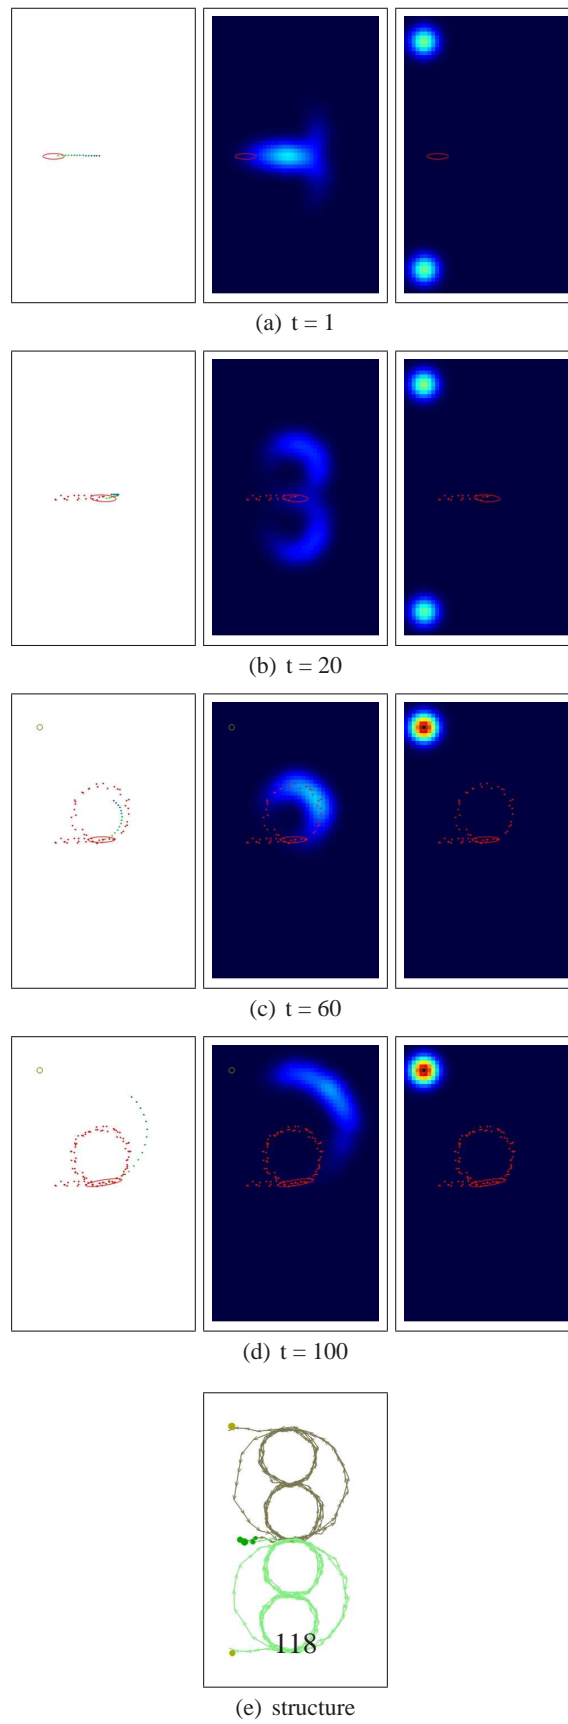 (a) t = 1
(b) t = 20
(c) t = 60
(d) t = 100
118
(e) structure